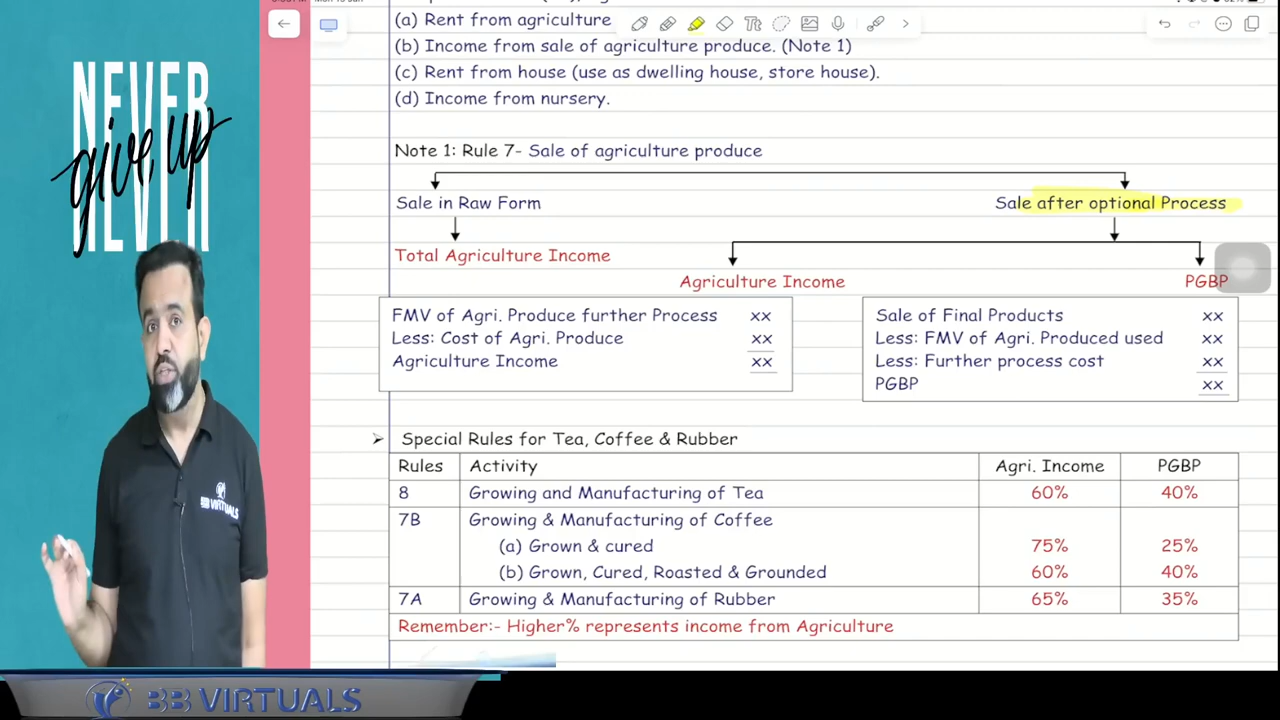 NEVER
give up
NEVER
(a) Rent from agriculture
(b) Income from sale of agriculture produce. (Note 1)
(c) Rent from house (use as dwelling house, store house).
(d) Income from nursery.
Note 1: Rule 7- Sale of agriculture produce
Sale in Raw Form
Sale after optional Process
Total Agriculture Income
Agriculture Income
PGBP
FMV of Agri. Produce further Process xx
Less: Cost of Agri. Produce xx
Agriculture Income xx
Sale of Final Products xx
Less: FMV of Agri. Produced used xx
Less: Further process cost xx
PGBP xx
Special Rules for Tea, Coffee & Rubber
Rules Activity Agri. Income PGBP
8 Growing and Manufacturing of Tea 60% 40%
7B Growing & Manufacturing of Coffee
(a) Grown & cured 75% 25%
(b) Grown, Cured, Roasted & Grounded 60% 40%
7A Growing & Manufacturing of Rubber 65% 35%
Remember:- Higher% represents income from Agriculture
BB VIRTUALS
BB VIRTUALS